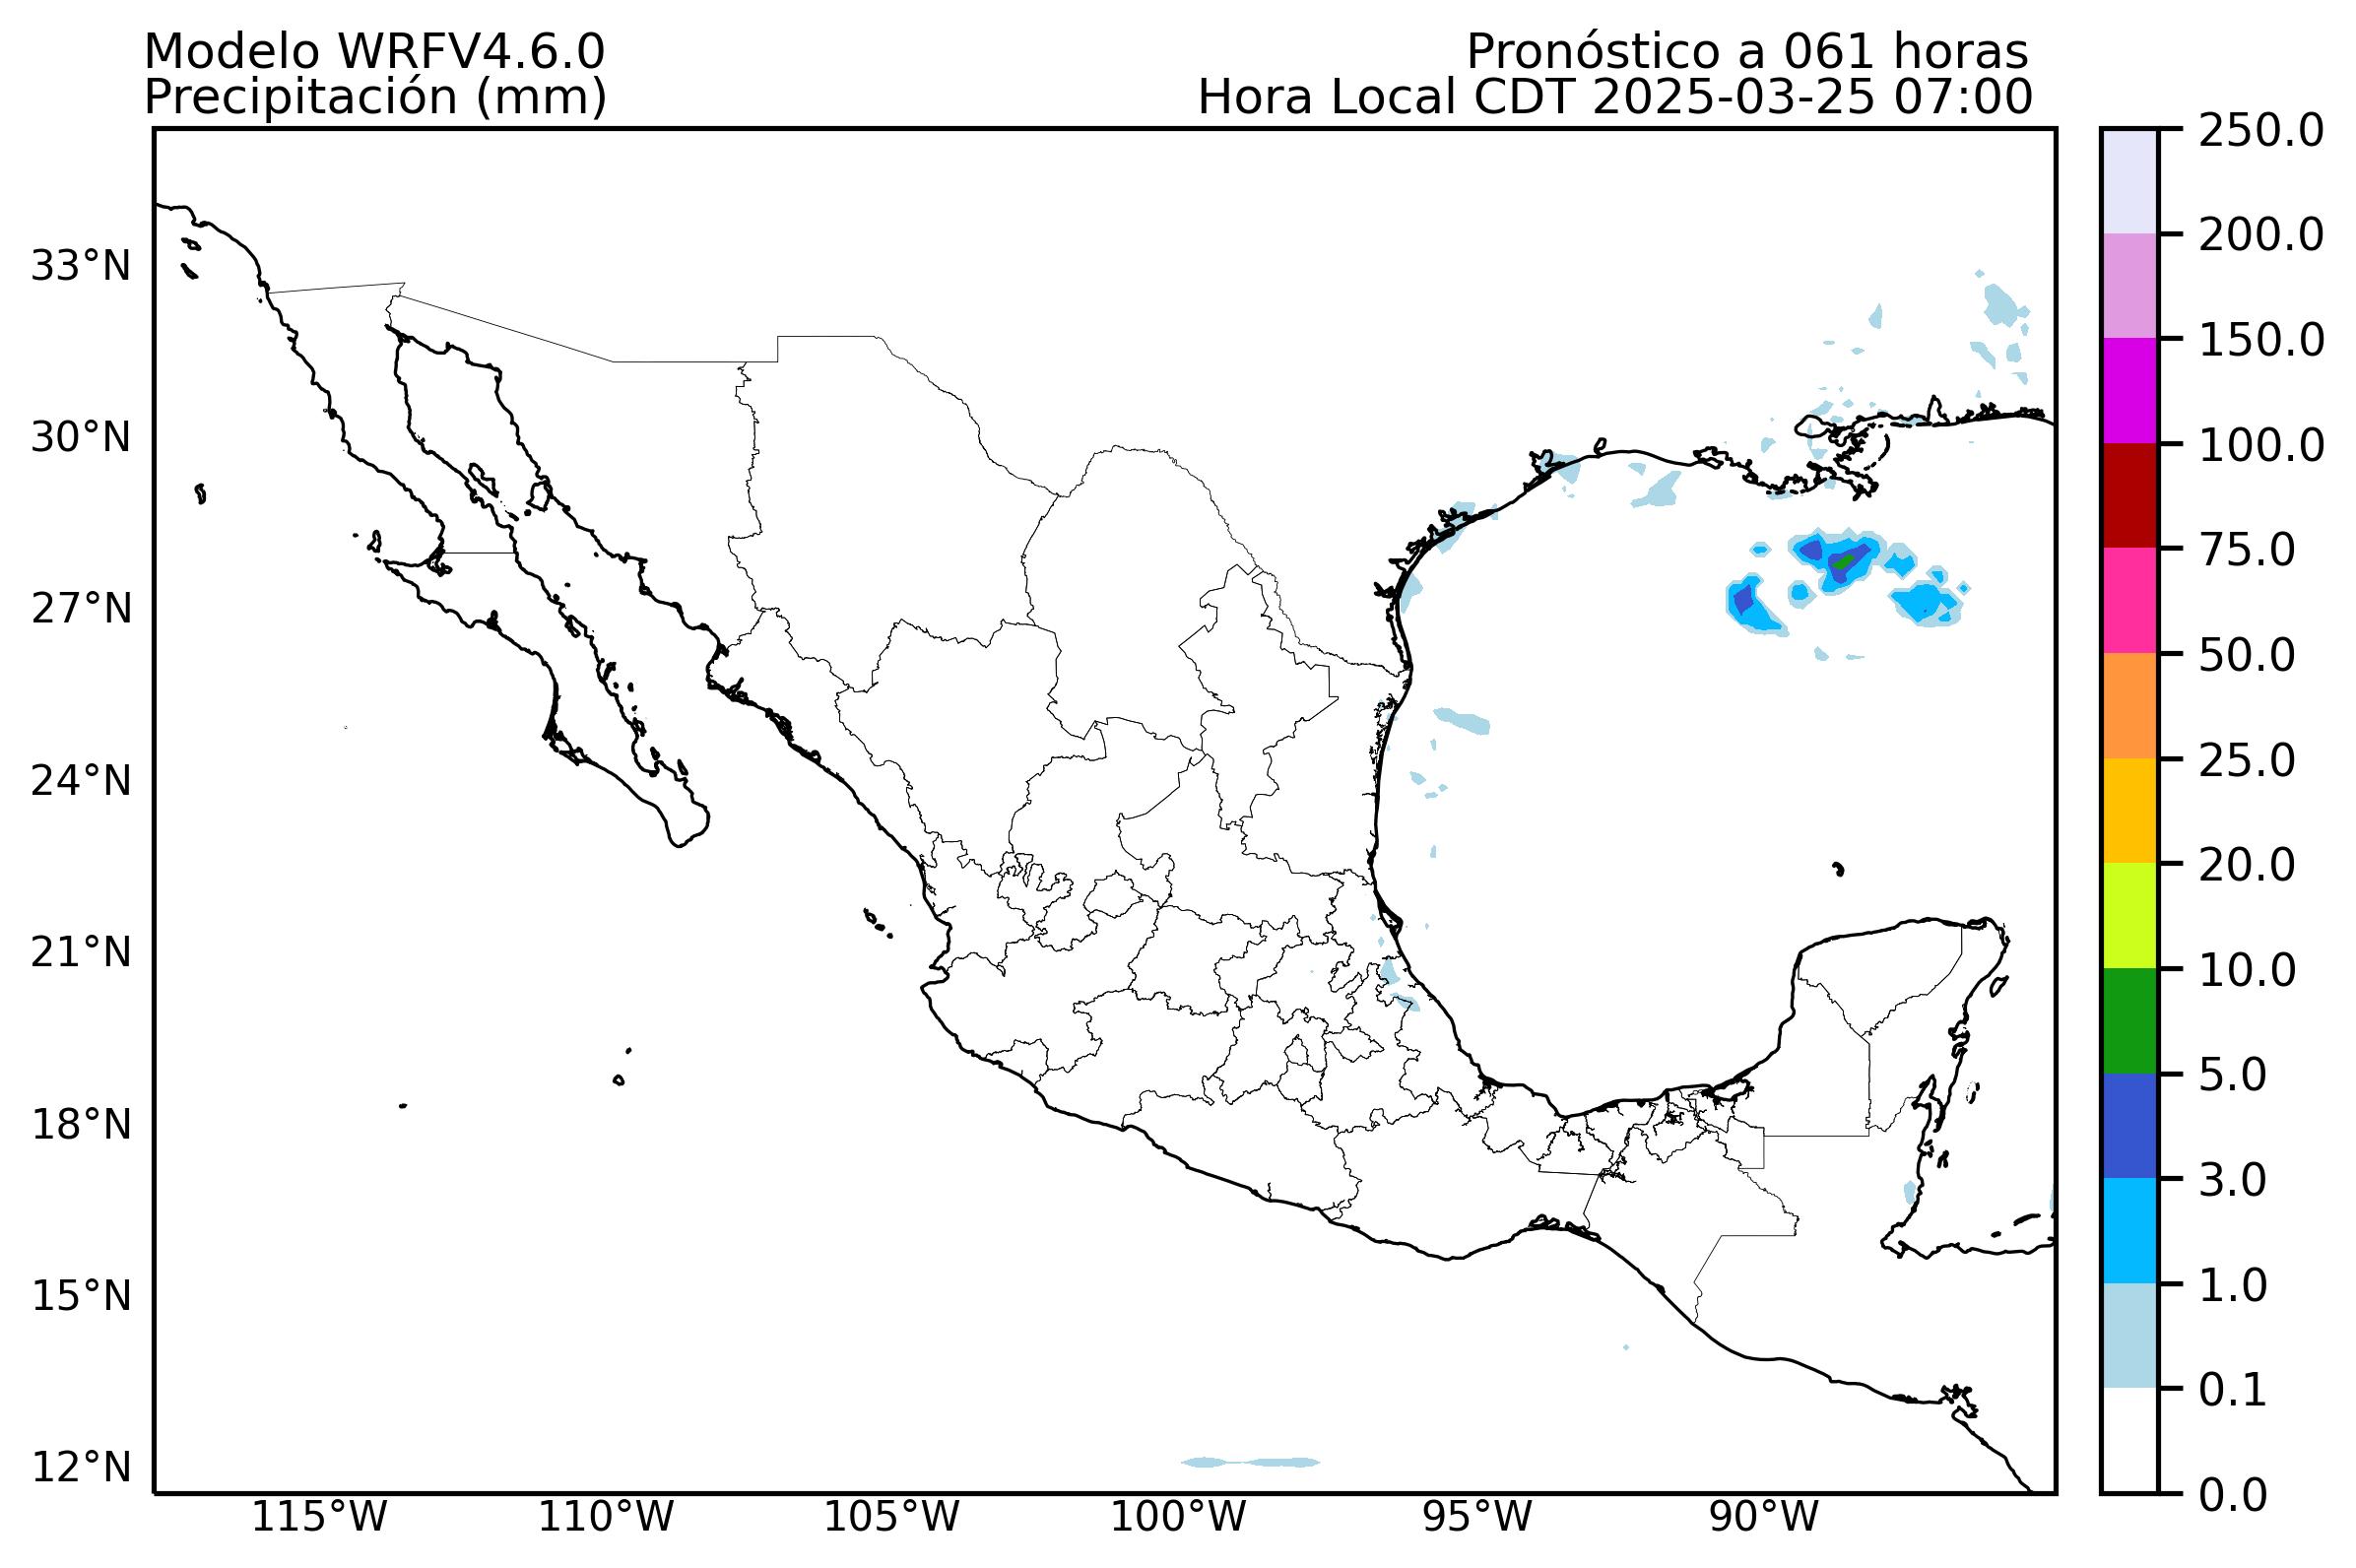 Modelo WRFV4.6.0
Precipitación (mm)
Pronóstico a 061 horas
Hora Local CDT 2025-03-25 07:00
33°N
30°N
27°N
24°N
21°N
18°N
15°N
12°N
115°W
110°W
105°W
100°W
95°W
90°W
250.0
200.0
150.0
100.0
75.0
50.0
25.0
20.0
10.0
5.0
3.0
1.0
0.1
0.0